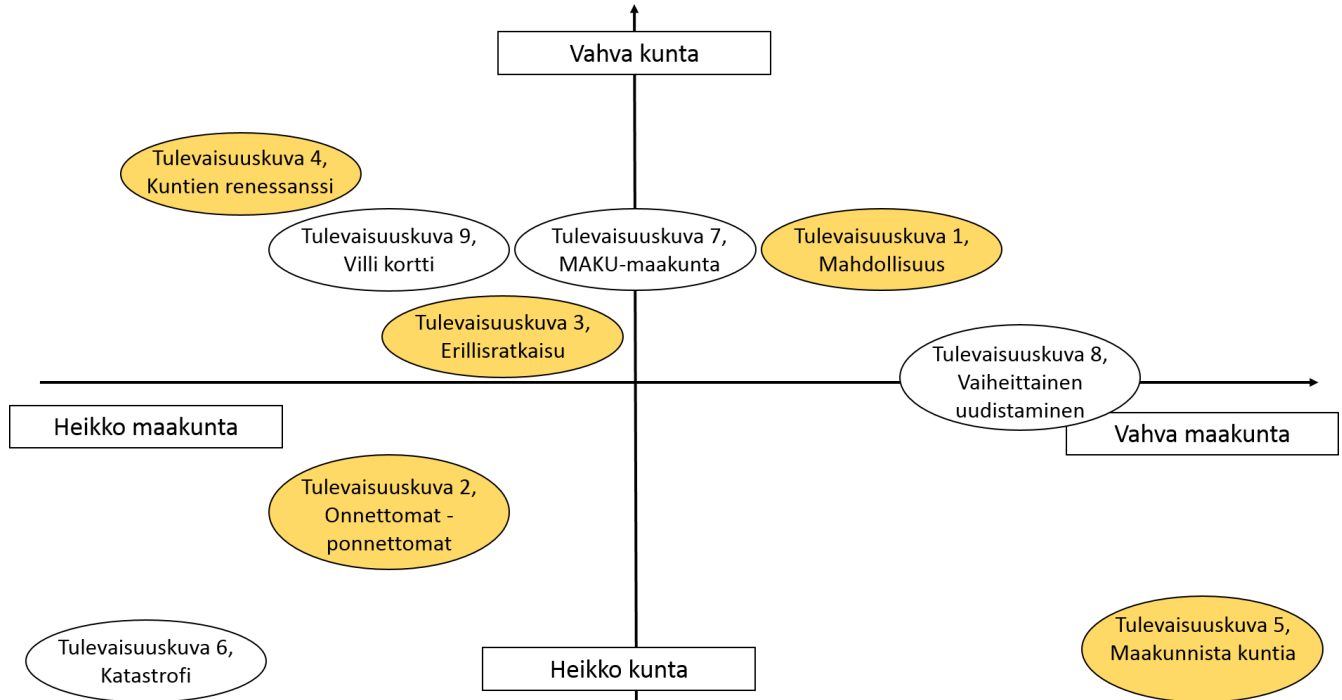 Vahva kunta
Tulevaisuuskuva 4,
Kuntien renessanssi
Tulevaisuuskuva 9,
Villi kortti
Tulevaisuuskuva 7,
MAKU-maakunta
Tulevaisuuskuva 1,
Mahdollisuus
Tulevaisuuskuva 3,
Erillisratkaisu
Tulevaisuuskuva 8,
Vaiheittainen
uudistaminen
Heikko maakunta
Vahva maakunta
Tulevaisuuskuva 2,
Onnettomat -
ponnettomat
Tulevaisuuskuva 5,
Maakunnista kuntia
Tulevaisuuskuva 6,
Katastrofi
Heikko kunta